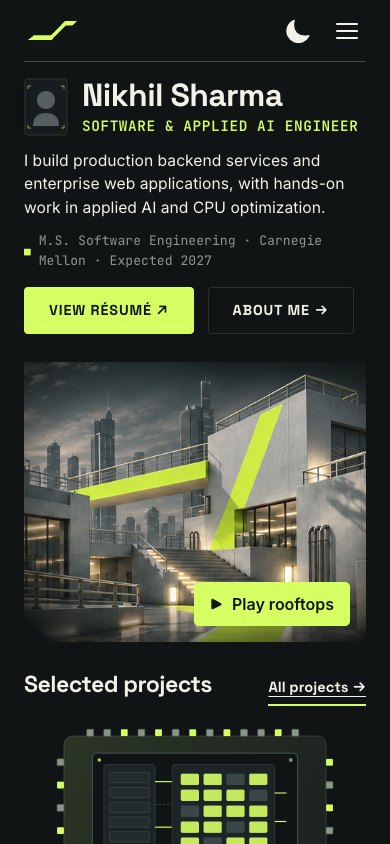 Nikhil Sharma
SOFTWARE & APPLIED AI ENGINEER
I build production backend services and
enterprise web applications, with hands-on
work in applied AI and CPU optimization.
M.S. Software Engineering · Carnegie
Mellon · Expected 2027
VIEW RÉSUMÉ ↗
ABOUT ME →
Play rooftops
Selected projects
All projects →